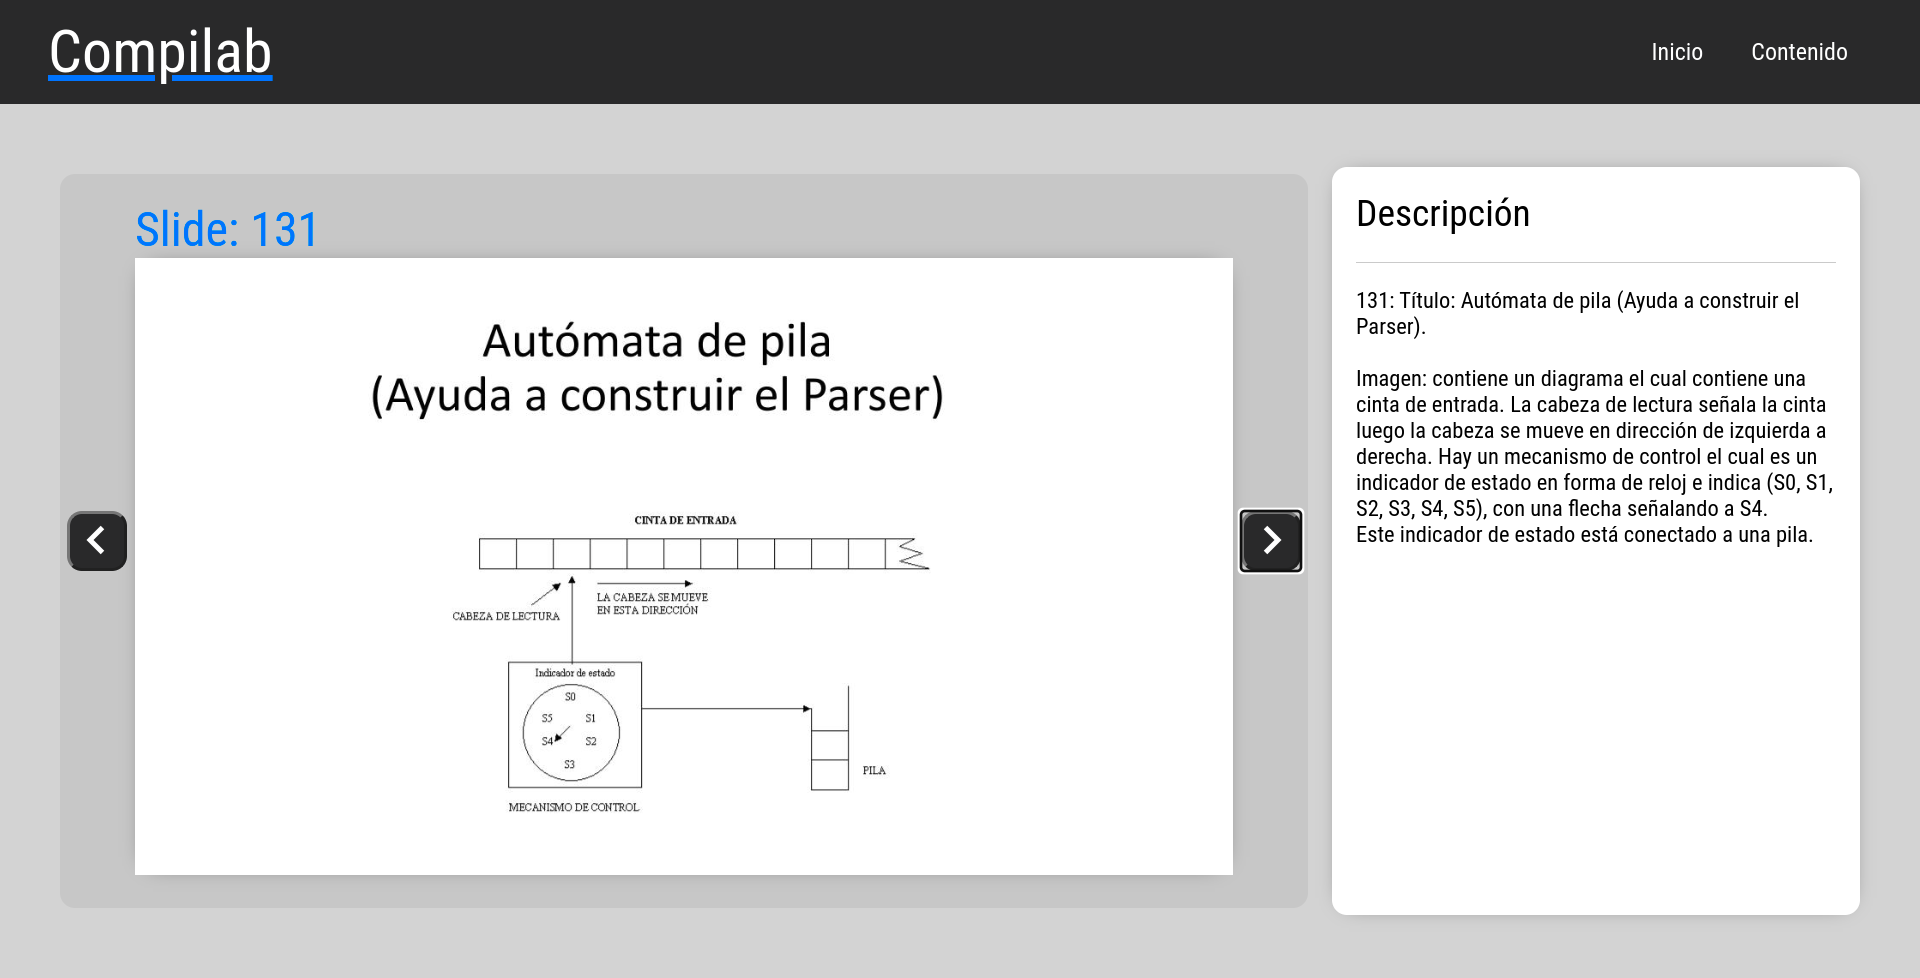 Compilab
Inicio
Contenido
Slide: 131
Autómata de pila
(Ayuda a construir el Parser)
CINTA DE ENTRADA
CABEZA DE LECTURA
LA CABEZA SE MUEVE
EN ESTA DIRECCIÓN
Indicador de estado
S0
S5
S1
S4
S2
S3
PILA
MECANISMO DE CONTROL
Descripción
131: Título: Autómata de pila (Ayuda a construir el
Parser).
Imagen: contiene un diagrama el cual contiene una
cinta de entrada. La cabeza de lectura señala la cinta
luego la cabeza se mueve en dirección de izquierda a
derecha. Hay un mecanismo de control el cual es un
indicador de estado en forma de reloj e indica (S0, S1,
S2, S3, S4, S5), con una flecha señalando a S4.
Este indicador de estado está conectado a una pila.